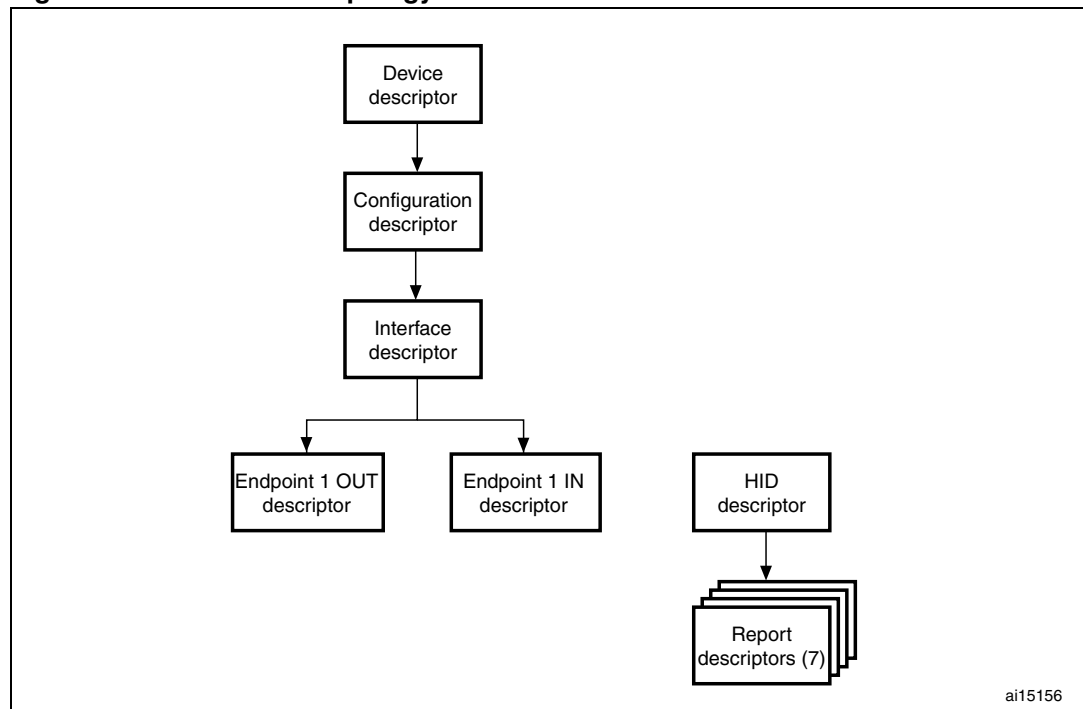 Device
descriptor
Configuration
descriptor
Interface
descriptor
Endpoint 1 OUT
descriptor
Endpoint 1 IN
descriptor
HID
descriptor
Report
descriptors (7)
ai15156